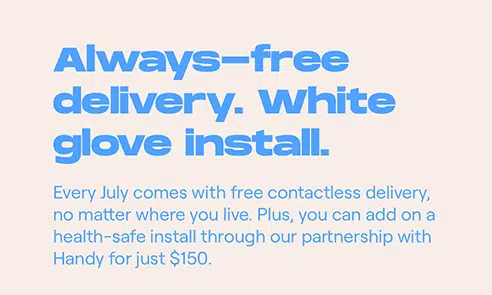 Always—free
delivery. White
glove install.
Every July comes with free contactless delivery,
no matter where you live. Plus, you can add on a
health-safe install through our partnership with
Handy for just $150.